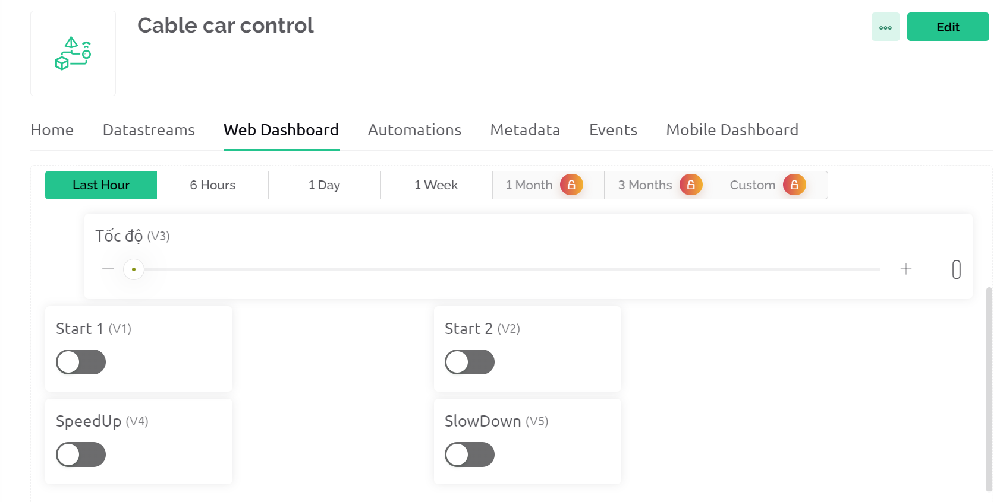 Cable car control
Edit
Home Datastreams Web Dashboard Automations Metadata Events Mobile Dashboard
Last Hour 6 Hours 1 Day 1 Week 1 Month 3 Months Custom
Tốc độ (V3)
Start 1 (V1) Start 2 (V2)
SpeedUp (V4) SlowDown (V5)